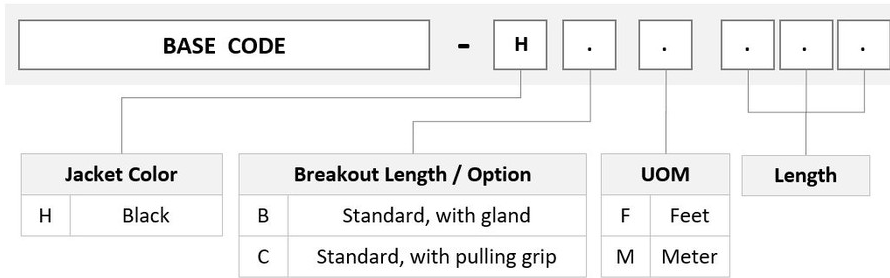 BASE CODE - H . . . . .
Jacket Color Breakout Length / Option UOM Length
H Black B Standard, with gland F Feet
C Standard, with pulling grip M Meter